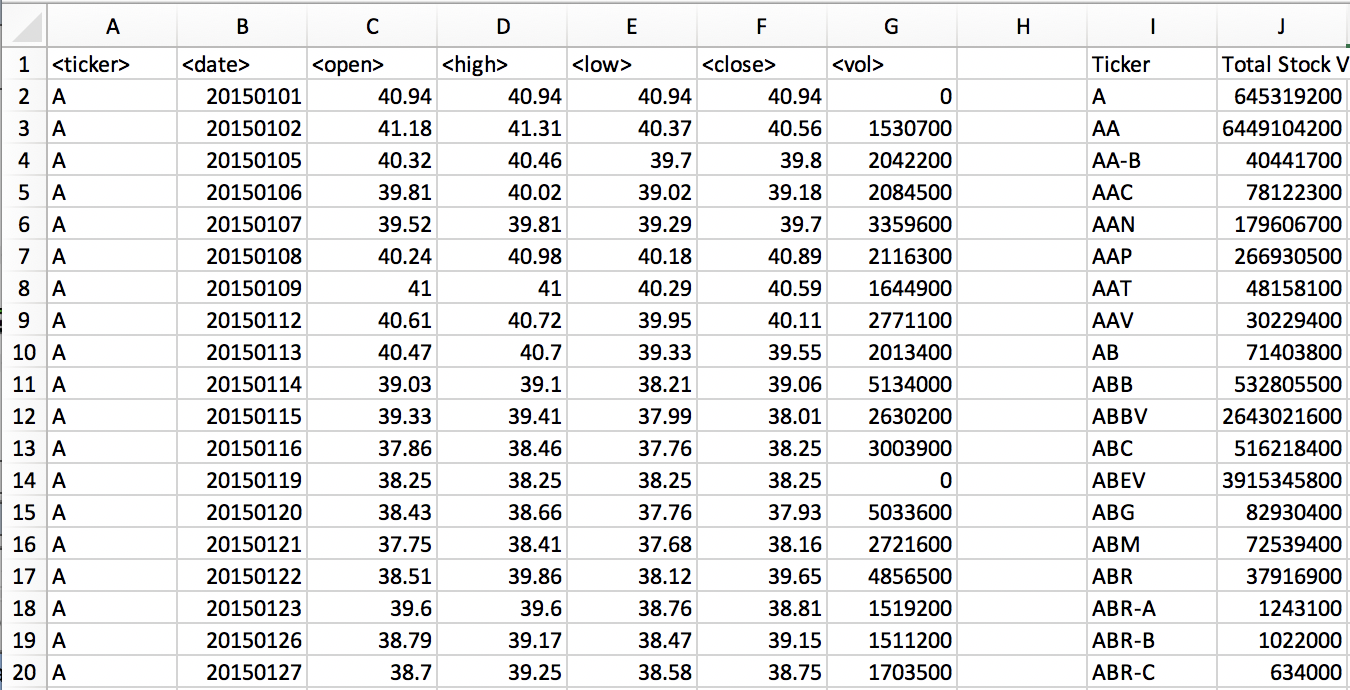 A B C D E F G H I J
1 <ticker> <date> <open> <high> <low> <close> <vol> Ticker Total Stock V
2 A 20150101 40.94 40.94 40.94 40.94 0 A 645319200
3 A 20150102 41.18 41.31 40.37 40.56 1530700 AA 6449104200
4 A 20150105 40.32 40.46 39.7 39.8 2042200 AA-B 40441700
5 A 20150106 39.81 40.02 39.02 39.18 2084500 AAC 78122300
6 A 20150107 39.52 39.81 39.29 39.7 3359600 AAN 179606700
7 A 20150108 40.24 40.98 40.18 40.89 2116300 AAP 266930500
8 A 20150109 41 41 40.29 40.59 1644900 AAT 48158100
9 A 20150112 40.61 40.72 39.95 40.11 2771100 AAV 30229400
10 A 20150113 40.47 40.7 39.33 39.55 2013400 AB 71403800
11 A 20150114 39.03 39.1 38.21 39.06 5134000 ABB 532805500
12 A 20150115 39.33 39.41 37.99 38.01 2630200 ABBV 2643021600
13 A 20150116 37.86 38.46 37.76 38.25 3003900 ABC 516218400
14 A 20150119 38.25 38.25 38.25 38.25 0 ABEV 3915345800
15 A 20150120 38.43 38.66 37.76 37.93 5033600 ABG 82930400
16 A 20150121 37.75 38.41 37.68 38.16 2721600 ABM 72539400
17 A 20150122 38.51 39.86 38.12 39.65 4856500 ABR 37916900
18 A 20150123 39.6 39.6 38.76 38.81 1519200 ABR-A 1243100
19 A 20150126 38.79 39.17 38.47 39.15 1511200 ABR-B 1022000
20 A 20150127 38.7 39.25 38.58 38.75 1703500 ABR-C 634000